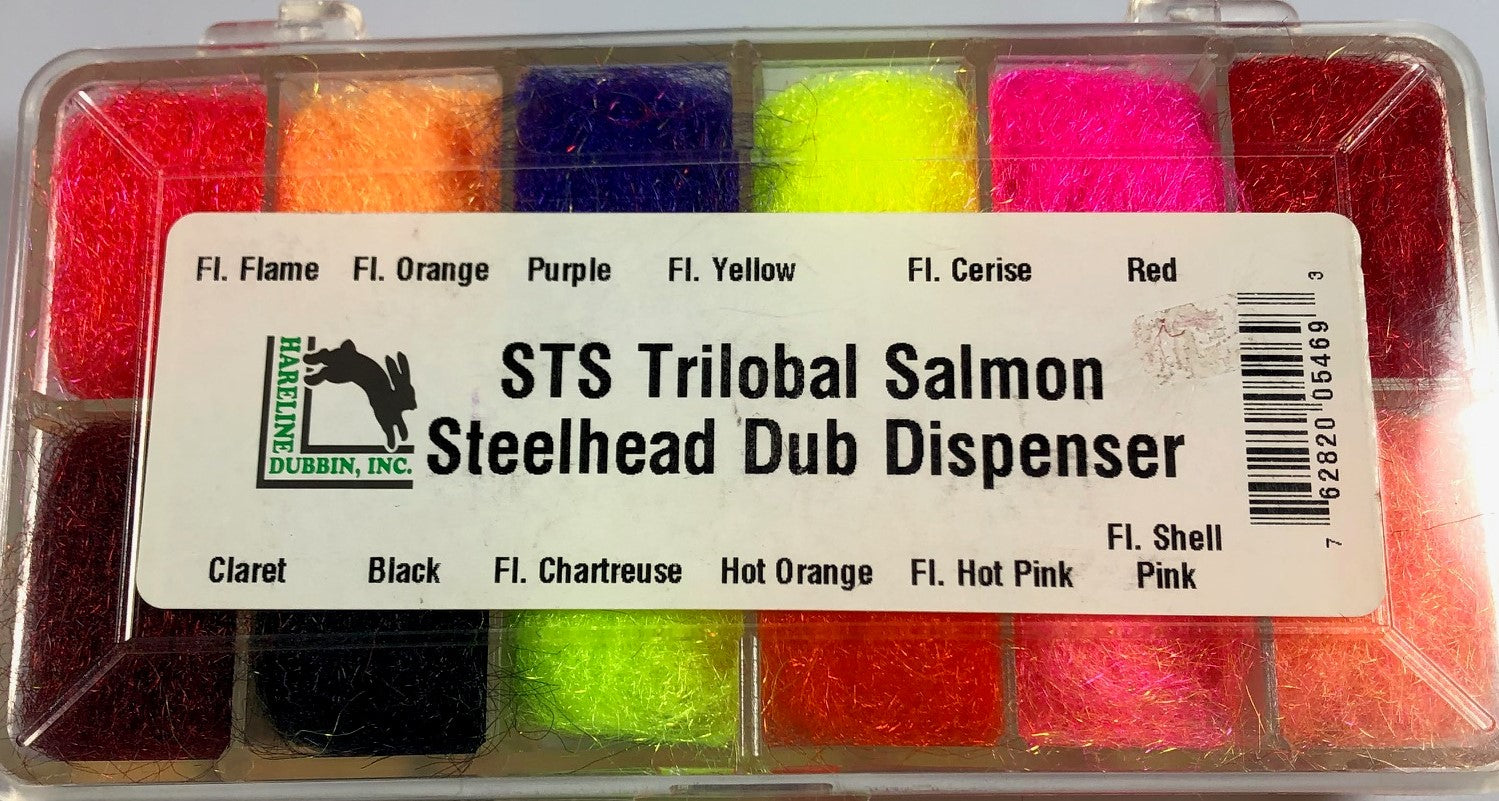 Fl. Flame Fl. Orange Purple Fl. Yellow Fl. Cerise Red
HARELINE
DUBBIN, INC.
STS Trilobal Salmon
Steelhead Dub Dispenser
7 62820 05469 3
Claret Black Fl. Chartreuse Hot Orange Fl. Hot Pink Fl. Shell
Pink